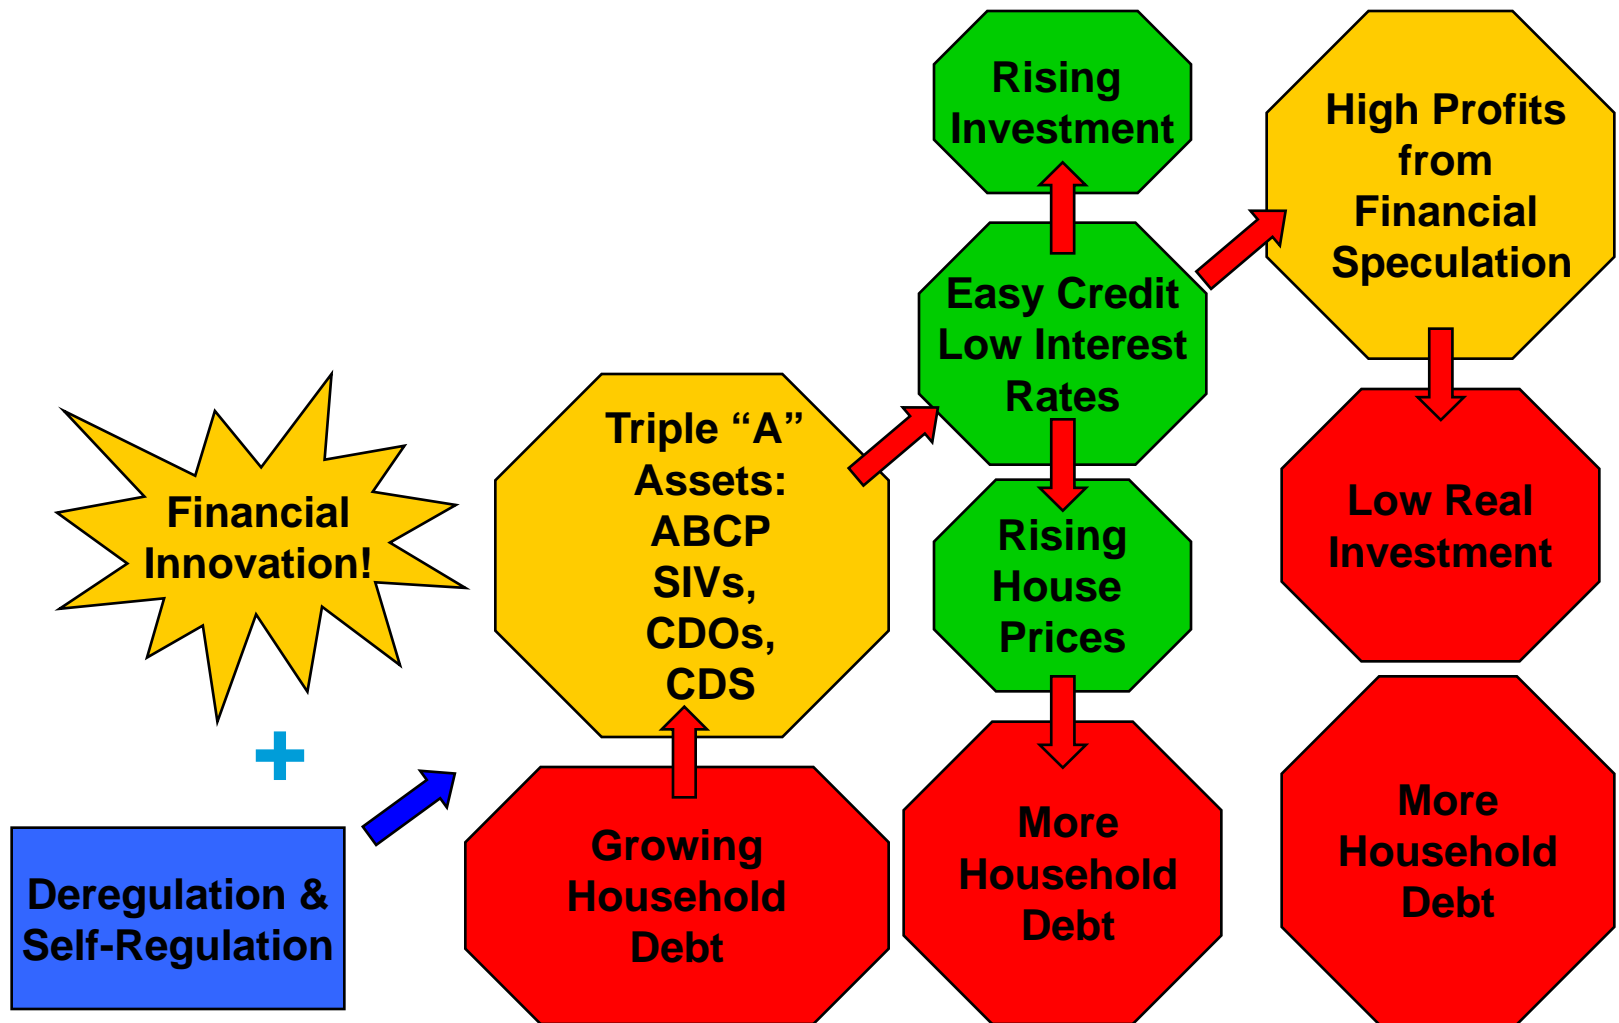 Financial
Innovation!
+
Deregulation &
Self-Regulation
Triple “A”
Assets:
ABCP
SIVs,
CDOs,
CDS
Growing
Household
Debt
Rising
Investment
Easy Credit
Low Interest
Rates
Rising
House
Prices
More
Household
Debt
High Profits
from
Financial
Speculation
Low Real
Investment
More
Household
Debt